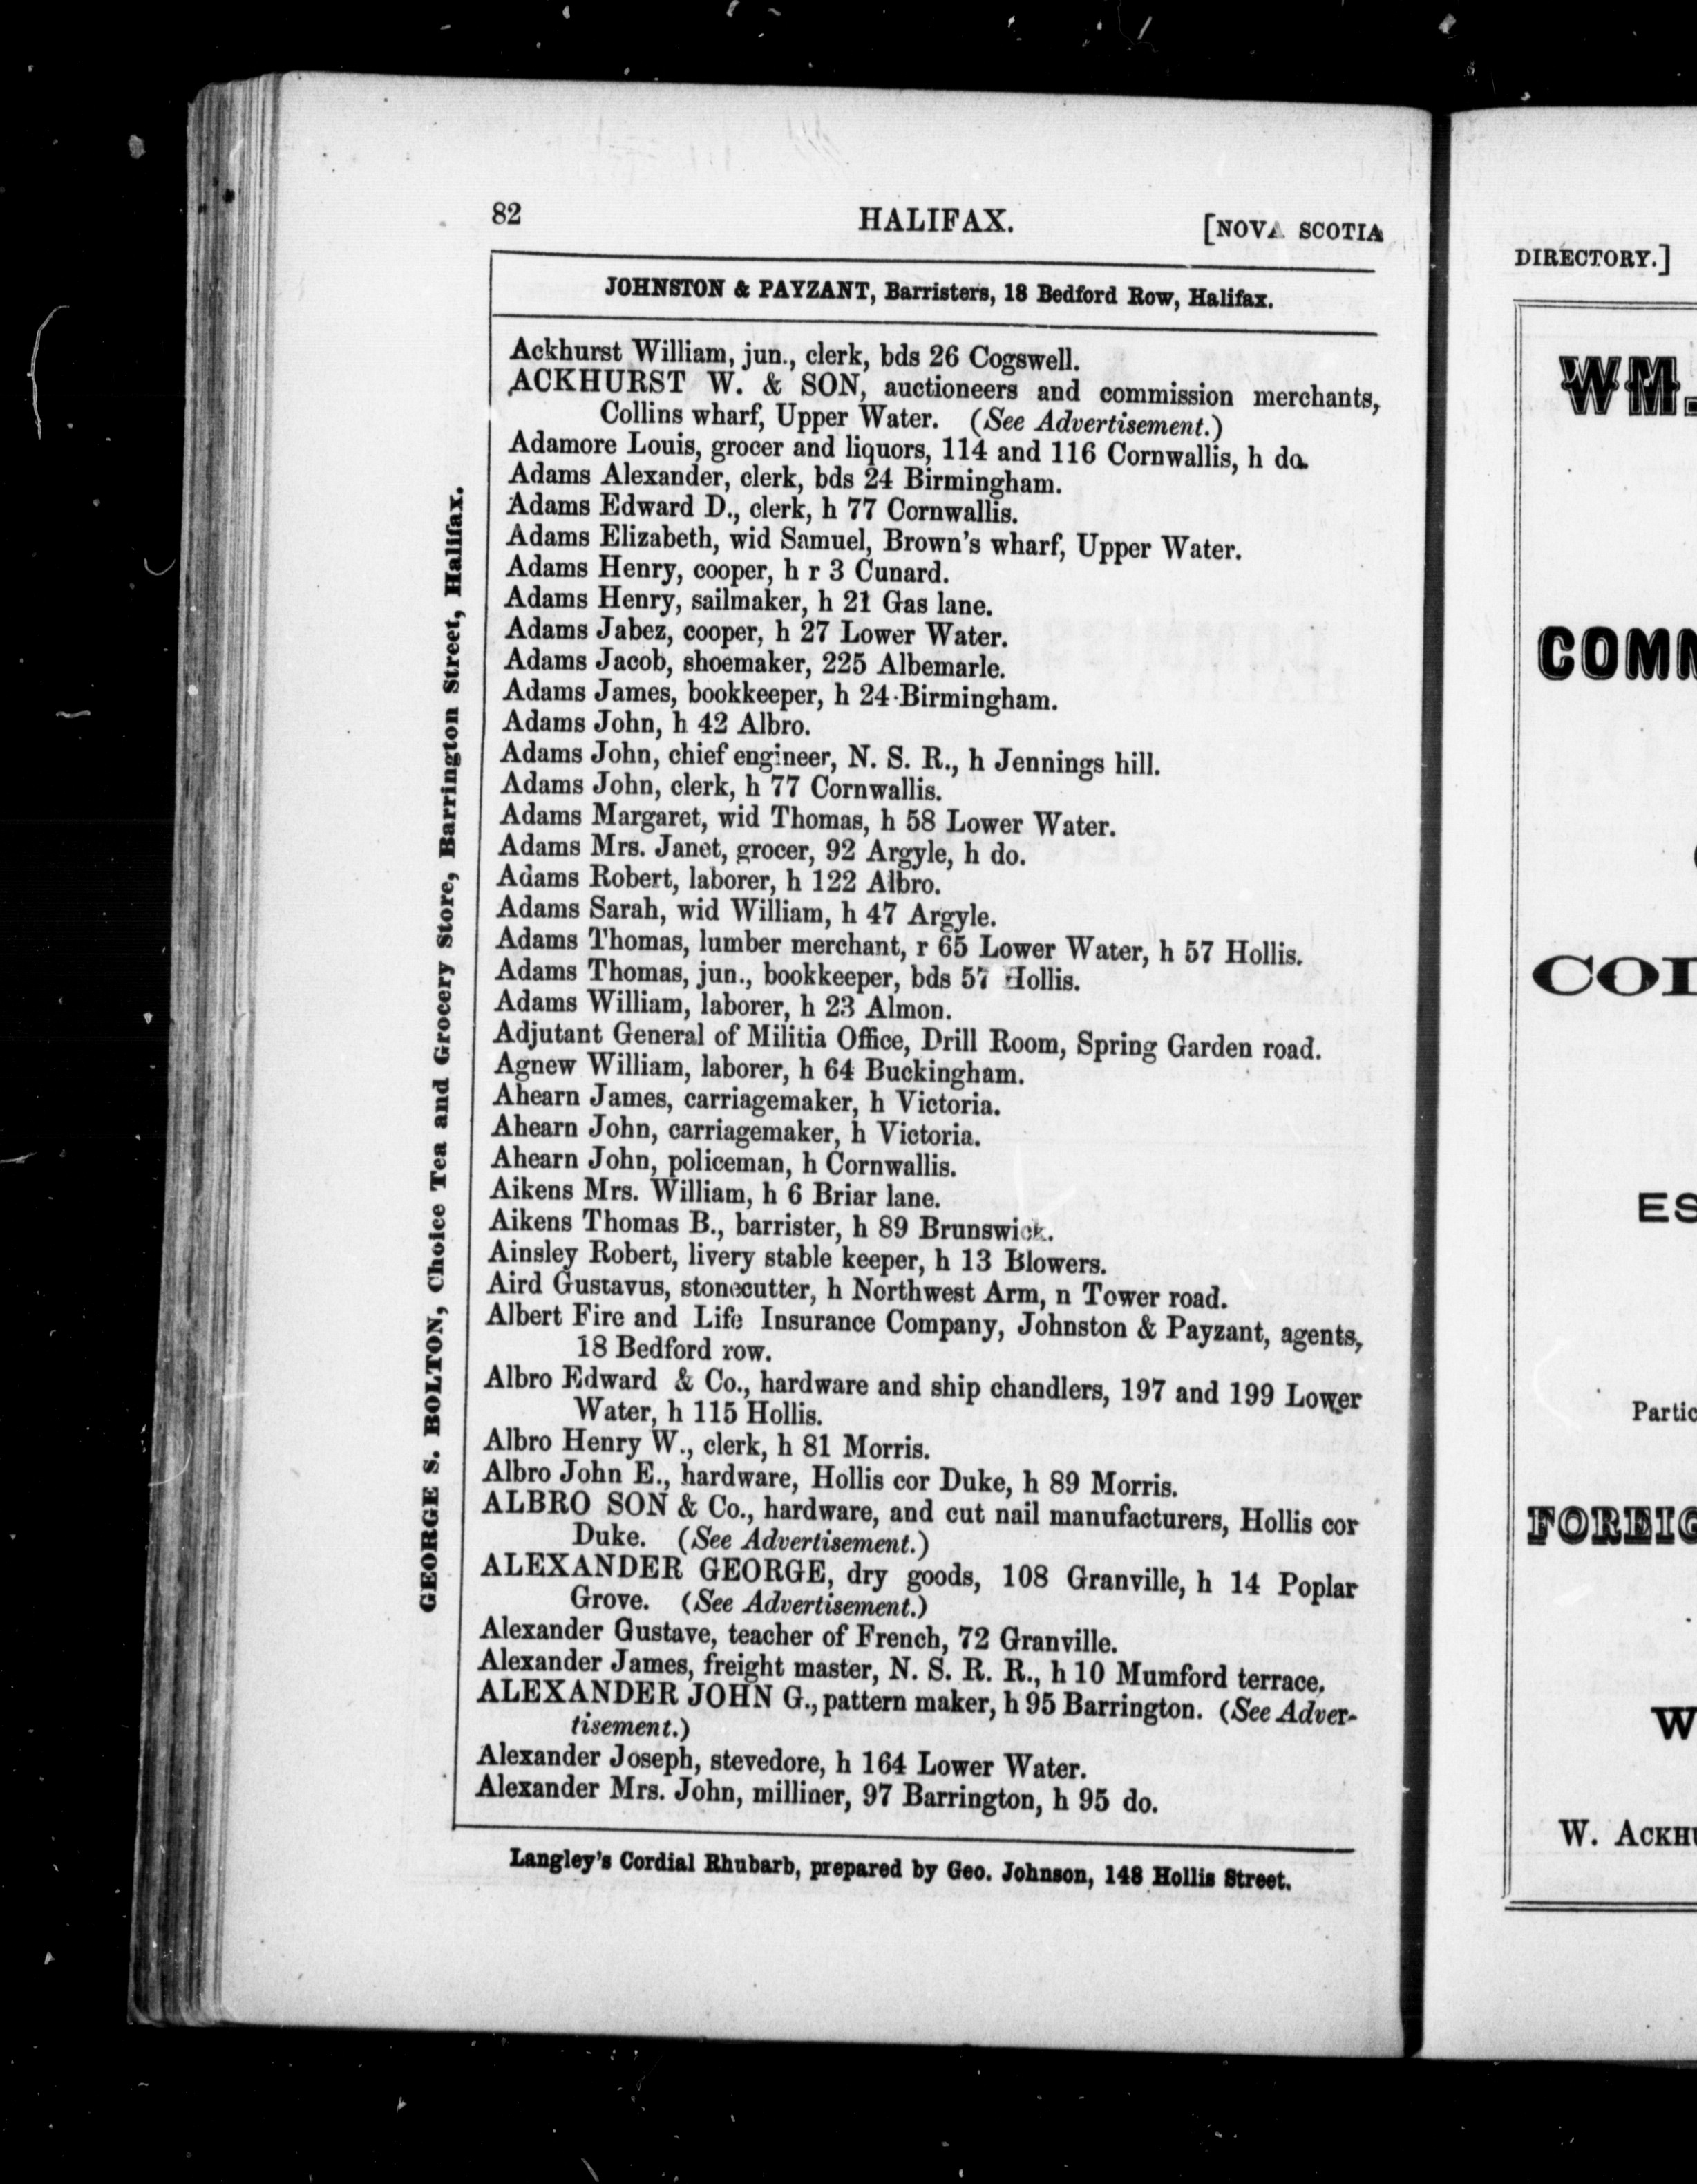 82 HALIFAX. [NOVA SCOTIA
JOHNSTON & PAYZANT, Barristers, 18 Bedford Row, Halifax.
Ackhurst William, jun., clerk, bds 26 Cogswell.
ACKHURST W. & SON, auctioneers and commission merchants,
Collins wharf, Upper Water. (See Advertisement.)
Adamore Louis, grocer and liquors, 114 and 116 Cornwallis, h do.
Adams Alexander, clerk, bds 24 Birmingham.
Adams Edward D., clerk, h 77 Cornwallis.
Adams Elizabeth, wid Samuel, Brown's wharf, Upper Water.
Adams Henry, cooper, h r 3 Cunard.
Adams Henry, sailmaker, h 21 Gas lane.
Adams Jabez, cooper, h 27 Lower Water.
Adams Jacob, shoemaker, 225 Albemarle.
Adams James, bookkeeper, h 24 Birmingham.
Adams John, h 42 Albro.
Adams John, chief engineer, N. S. R., h Jennings hill.
Adams John, clerk, h 77 Cornwallis.
Adams Margaret, wid Thomas, h 58 Lower Water.
Adams Mrs. Janet, grocer, 92 Argyle, h do.
Adams Robert, laborer, h 122 Albro.
Adams Sarah, wid William, h 47 Argyle.
Adams Thomas, lumber merchant, r 65 Lower Water, h 57 Hollis.
Adams Thomas, jun., bookkeeper, bds 57 Hollis.
Adams William, laborer, h 23 Almon.
Adjutant General of Militia Office, Drill Room, Spring Garden road.
Agnew William, laborer, h 64 Buckingham.
Ahearn James, carriagemaker, h Victoria.
Ahearn John, carriagemaker, h Victoria.
Ahearn John, policeman, h Cornwallis.
Aikens Mrs. William, h 6 Briar lane.
Aikens Thomas B., barrister, h 89 Brunswick.
Ainsley Robert, livery stable keeper, h 13 Blowers.
Aird Gustavus, stonecutter, h Northwest Arm, n Tower road.
Albert Fire and Life Insurance Company, Johnston & Payzant, agents,
18 Bedford row.
Albro Edward & Co., hardware and ship chandlers, 197 and 199 Lower
Water, h 115 Hollis.
Albro Henry W., clerk, h 81 Morris.
Albro John E., hardware, Hollis cor Duke, h 89 Morris.
ALBRO SON & Co., hardware, and cut nail manufacturers, Hollis cor
Duke. (See Advertisement.)
ALEXANDER GEORGE, dry goods, 108 Granville, h 14 Poplar
Grove. (See Advertisement.)
Alexander Gustave, teacher of French, 72 Granville.
Alexander James, freight master, N. S. R. R., h 10 Mumford terrace.
ALEXANDER JOHN G., pattern maker, h 95 Barrington. (See Adver-
tisement.)
Alexander Joseph, stevedore, h 164 Lower Water.
Alexander Mrs. John, milliner, 97 Barrington, h 95 do.
Langley's Cordial Rhubarb, prepared by Geo. Johnson, 148 Hollis Street.
GEORGE S. BOLTON, Choice Tea and Grocery Store, Barrington Street, Halifax.
DIRECTORY.]
WM.
COM
CO
ES
Partic
FOREIG
W
W. ACKH